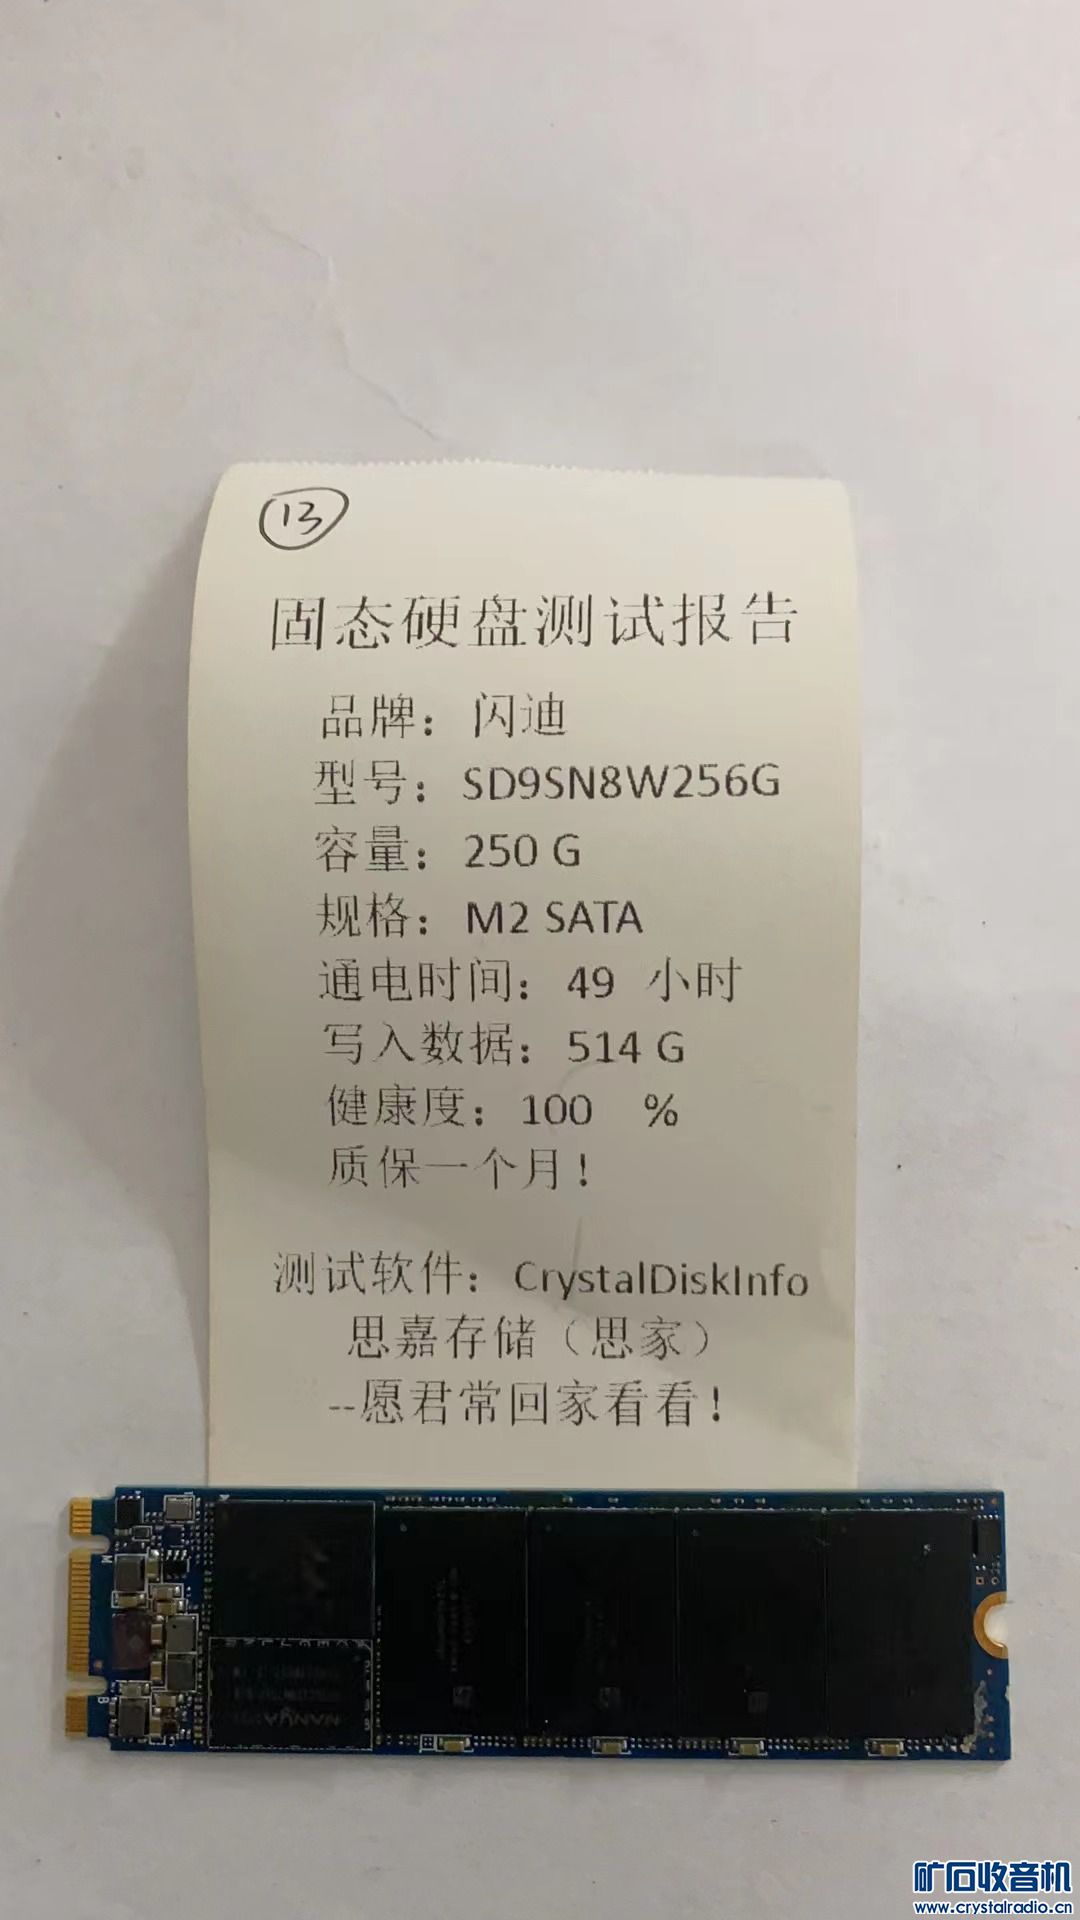 13
固态硬盘测试报告
品牌：闪迪
型号：SD9SN8W256G
容量：250 G
规格：M2 SATA
通电时间：49 小时
写入数据：514 G
健康度：100 %
质保一个月！
测试软件：CrystalDiskInfo
思嘉存储（思家）
--愿君常回家看看！
M
B
NANYA
矿石收音机
www.crystalradio.cn